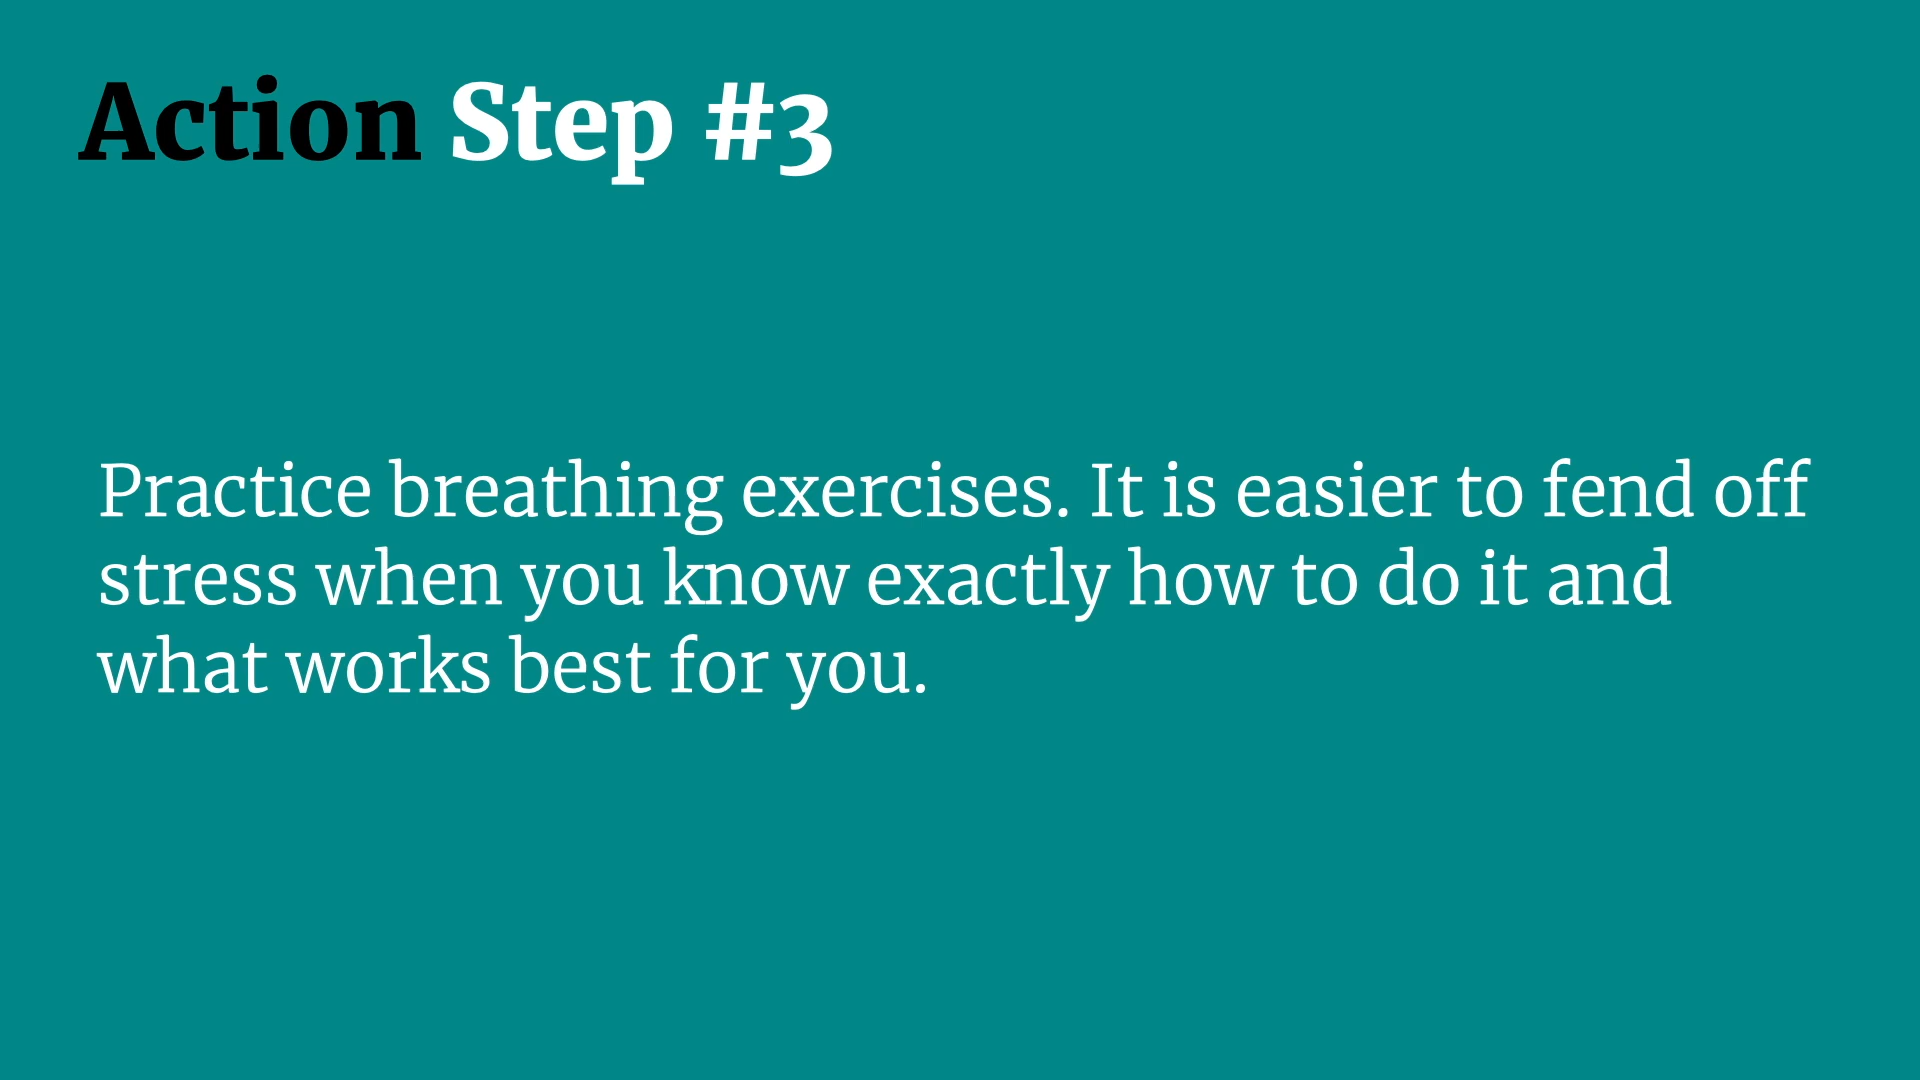 Action Step #3
Practice breathing exercises. It is easier to fend off
stress when you know exactly how to do it and
what works best for you.